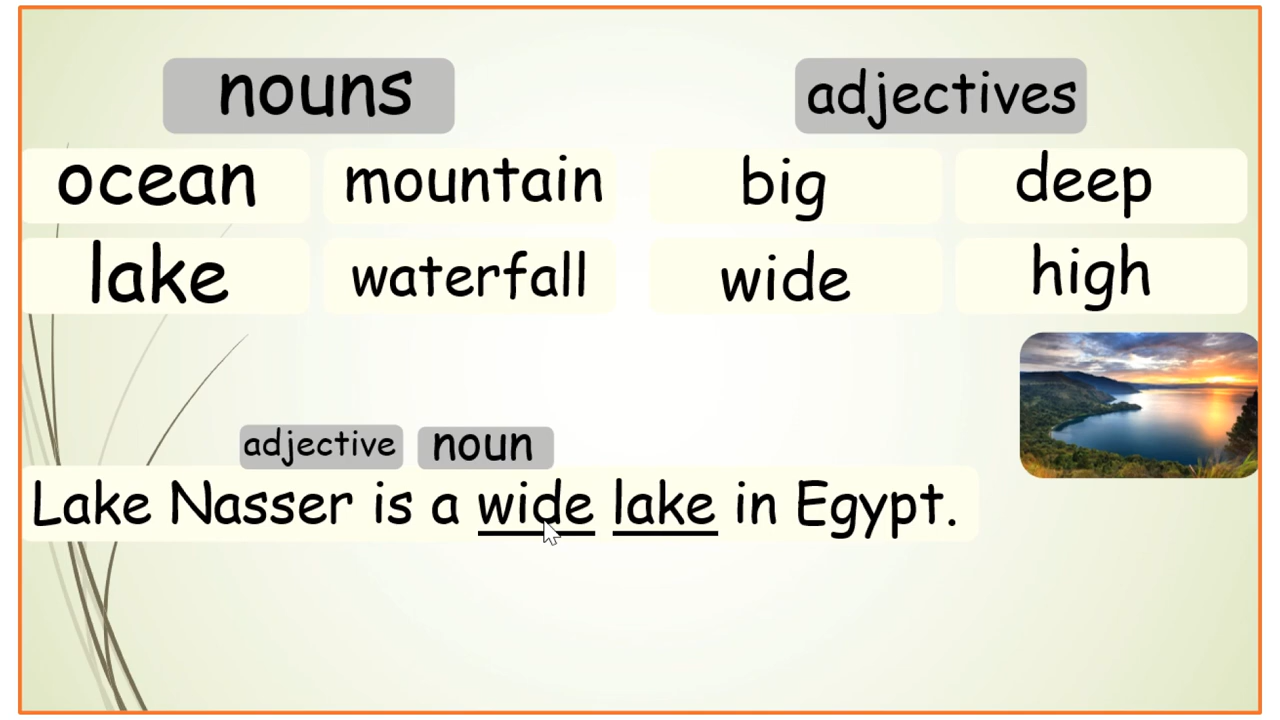 nouns adjectives
ocean mountain big deep
lake waterfall wide high
adjective noun
Lake Nasser is a wide lake in Egypt.